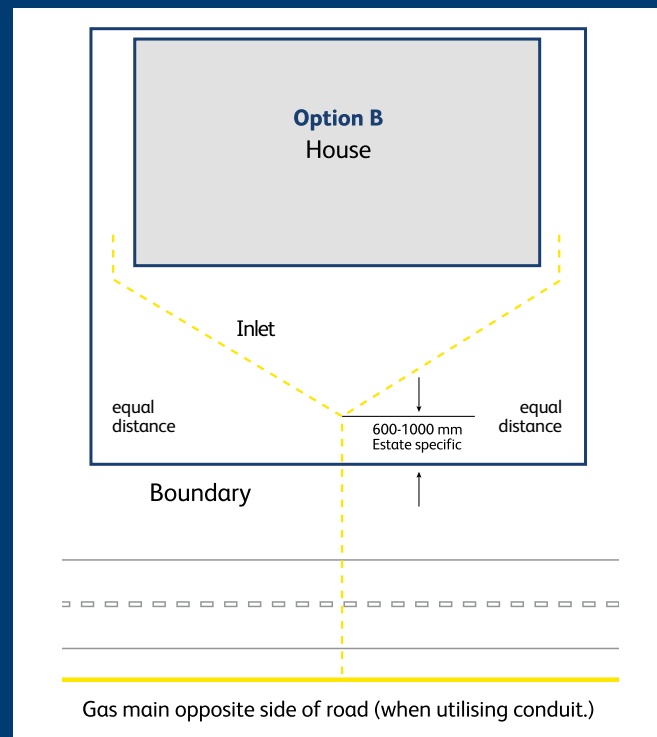 Option B
House
Inlet
equal
distance
600-1000 mm
Estate specific
equal
distance
Boundary
Gas main opposite side of road (when utilising conduit.)